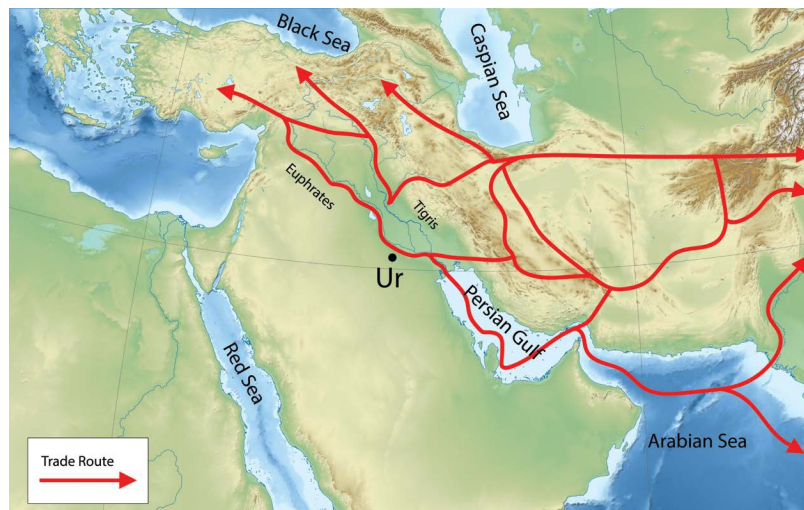 Black Sea
Caspian Sea
Euphrates
Tigris
Ur
Persian Gulf
Red Sea
Arabian Sea
Trade Route